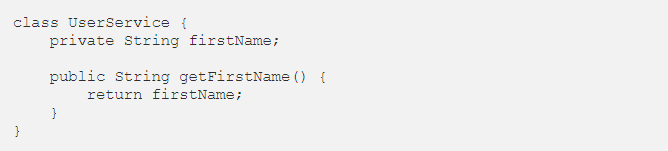 class UserService {
    private String firstName;

    public String getFirstName() {
        return firstName;
    }
}